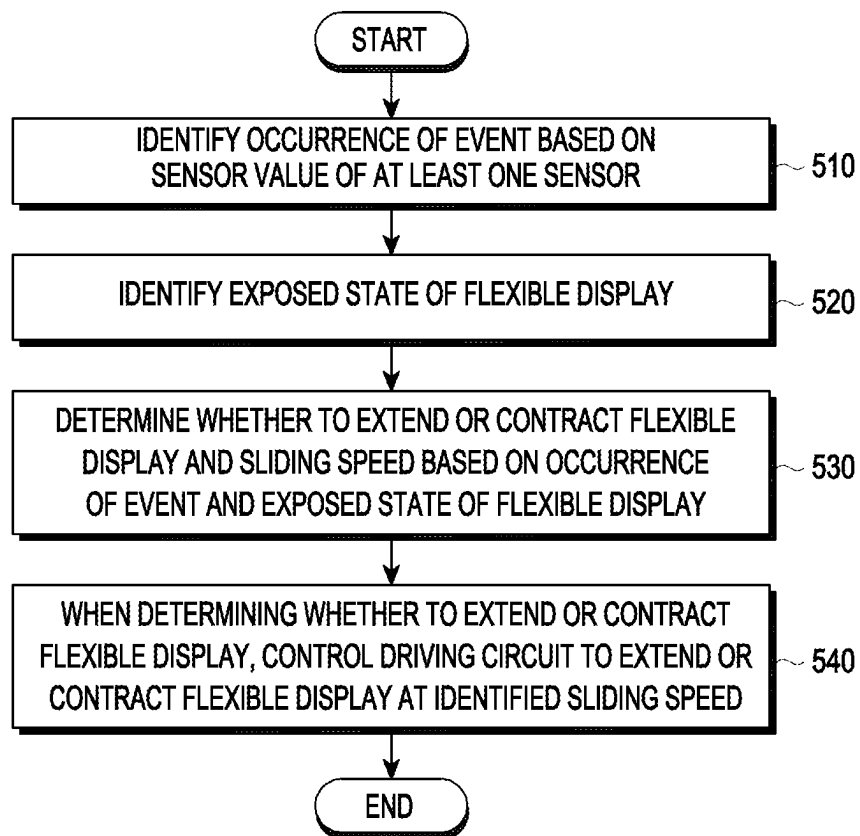 START
IDENTIFY OCCURRENCE OF EVENT BASED ON
SENSOR VALUE OF AT LEAST ONE SENSOR
510
IDENTIFY EXPOSED STATE OF FLEXIBLE DISPLAY
520
DETERMINE WHETHER TO EXTEND OR CONTRACT FLEXIBLE
DISPLAY AND SLIDING SPEED BASED ON OCCURRENCE
OF EVENT AND EXPOSED STATE OF FLEXIBLE DISPLAY
530
WHEN DETERMINING WHETHER TO EXTEND OR CONTRACT
FLEXIBLE DISPLAY, CONTROL DRIVING CIRCUIT TO EXTEND OR
CONTRACT FLEXIBLE DISPLAY AT IDENTIFIED SLIDING SPEED
540
END